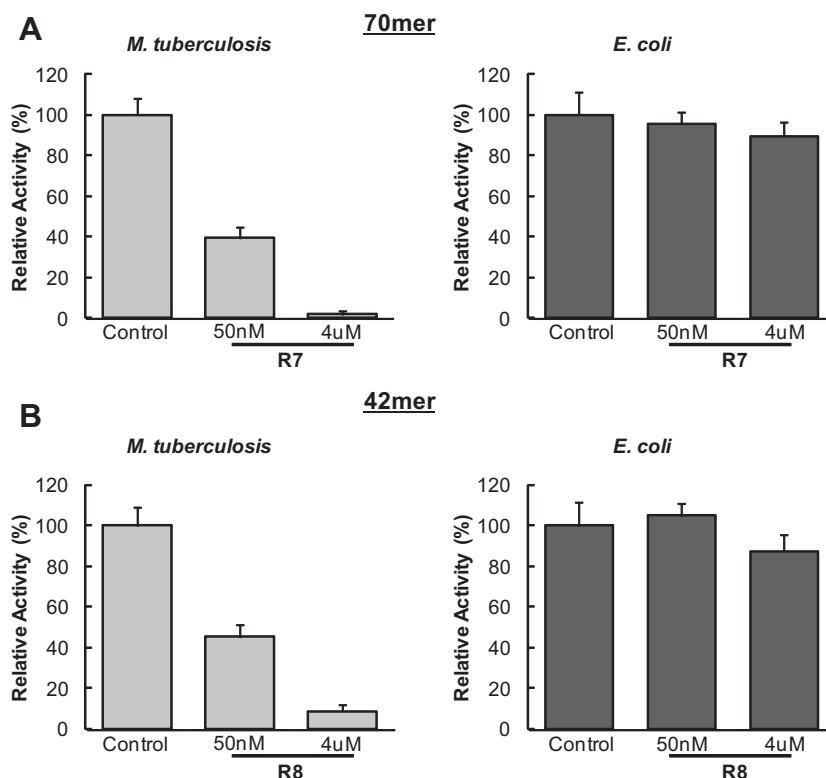 A
70mer
M. tuberculosis
E. coli
Relative Activity (%)
120
100
80
60
40
20
0
Control 50nM 4uM
R7
Relative Activity (%)
120
100
80
60
40
20
0
Control 50nM 4uM
R7
B
42mer
M. tuberculosis
E. coli
Relative Activity (%)
120
100
80
60
40
20
0
Control 50nM 4uM
R8
Relative Activity (%)
120
100
80
60
40
20
0
Control 50nM 4uM
R8